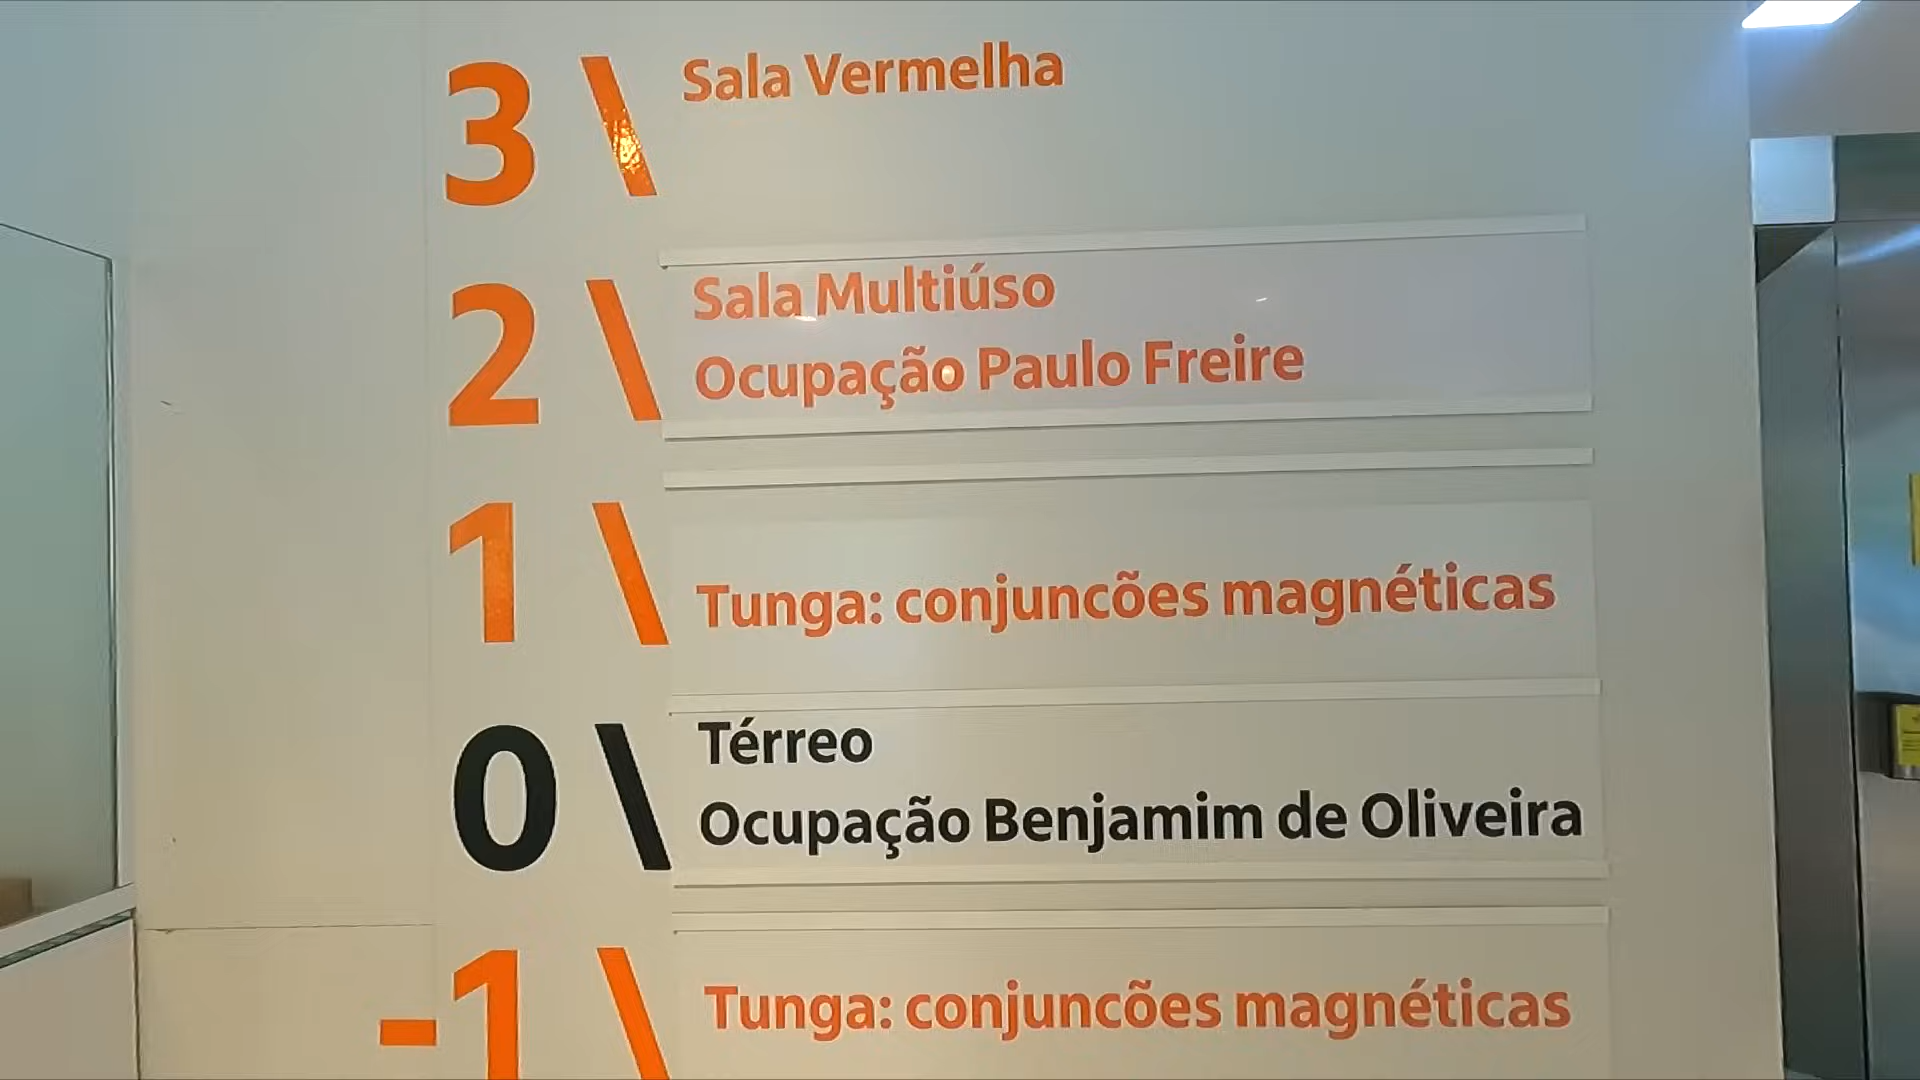 3 \ Sala Vermelha
2 \ Sala Multiúso
Ocupação Paulo Freire
1 \ Tunga: conjuncões magnéticas
0 \ Térreo
Ocupação Benjamim de Oliveira
-1 \ Tunga: conjuncões magnéticas